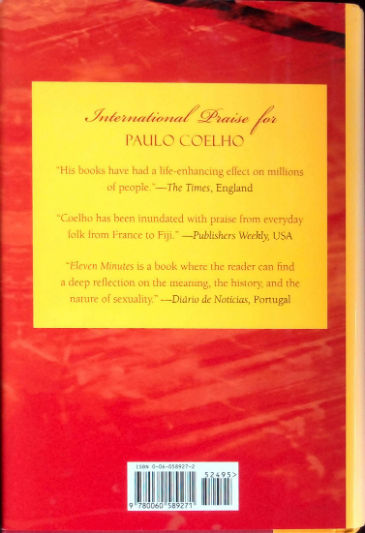 International Praise for
PAULO COELHO
"His books have had a life-enhancing effect on millions
of people."—The Times, England
"Coelho has been inundated with praise from everyday
folk from France to Fiji." —Publishers Weekly, USA
"Eleven Minutes is a book where the reader can find
a deep reflection on the meaning, the history, and the
nature of sexuality." —Diário de Notícias, Portugal
ISBN 0-06-058927-2
52495>
9 780060 589271